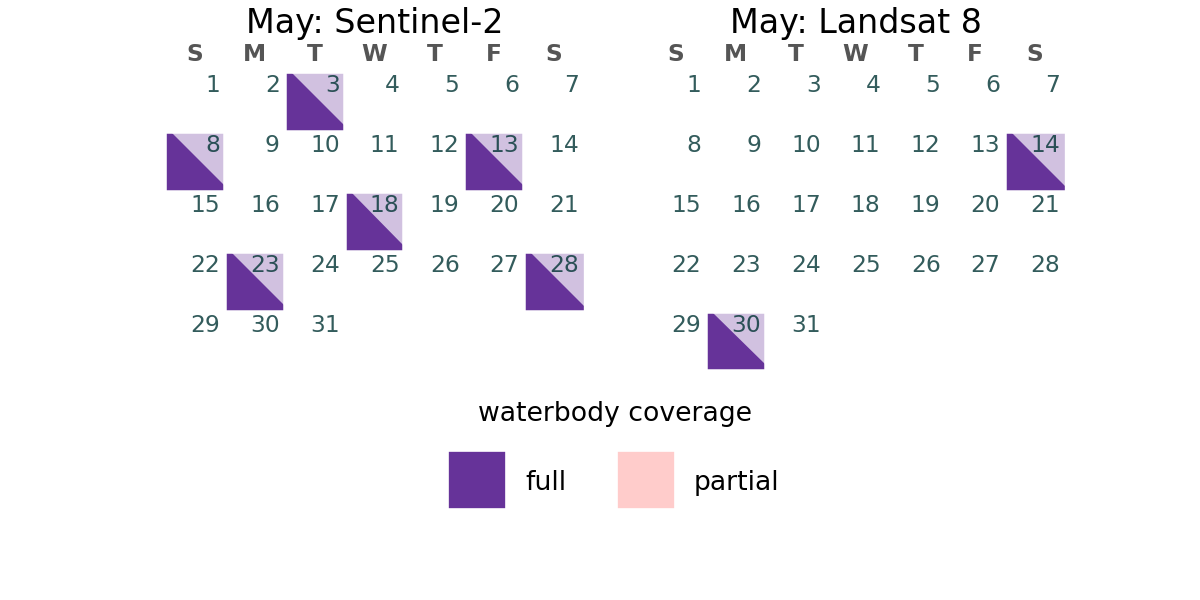 May: Sentinel-2
S M T W T F S
1 2 3 4 5 6 7
8 9 10 11 12 13 14
15 16 17 18 19 20 21
22 23 24 25 26 27 28
29 30 31
May: Landsat 8
S M T W T F S
1 2 3 4 5 6 7
8 9 10 11 12 13 14
15 16 17 18 19 20 21
22 23 24 25 26 27 28
29 30 31
waterbody coverage
full partial